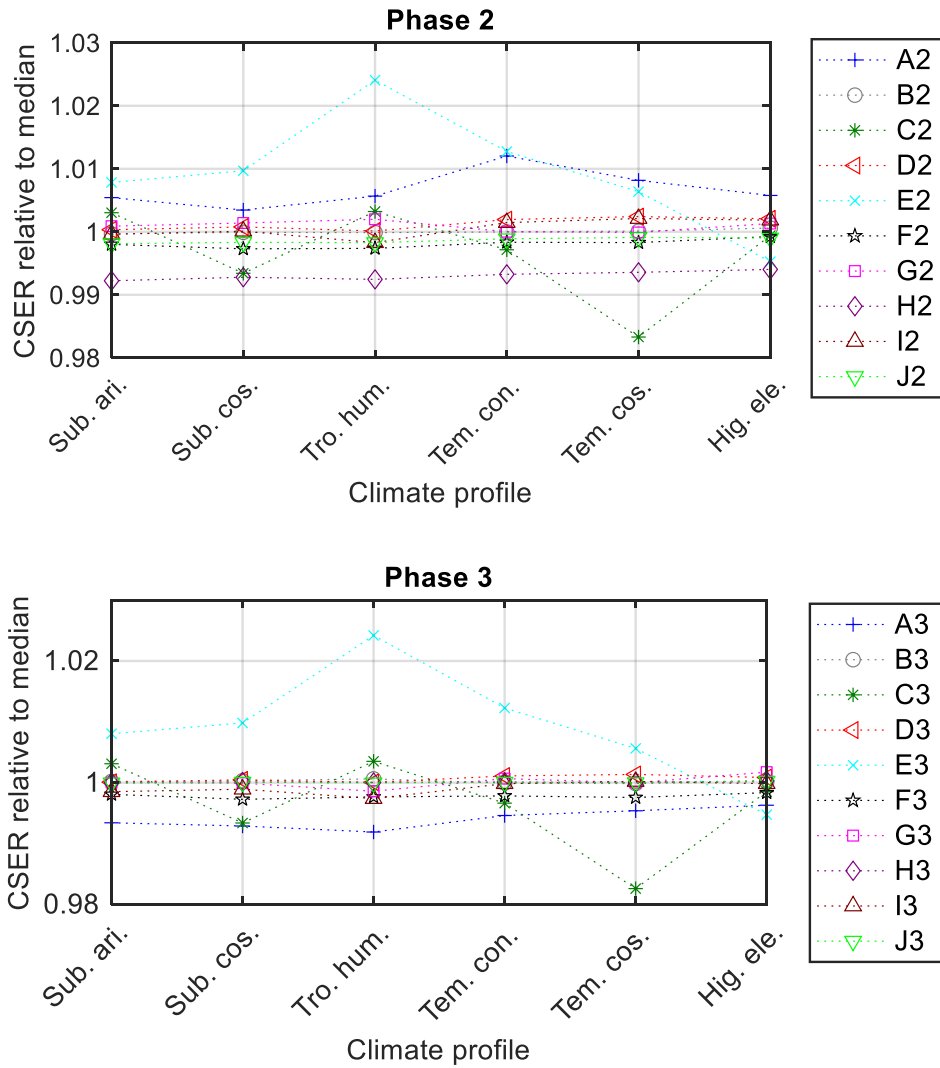 Phase 2
CSER relative to median
1.03
1.02
1.01
1
0.99
0.98
Sub. ari.
Sub. cos.
Tro. hum.
Tem. con.
Tem. cos.
Hig. ele.
Climate profile
A2
B2
C2
D2
E2
F2
G2
H2
I2
J2
Phase 3
CSER relative to median
1.02
1
0.98
Sub. ari.
Sub. cos.
Tro. hum.
Tem. con.
Tem. cos.
Hig. ele.
Climate profile
A3
B3
C3
D3
E3
F3
G3
H3
I3
J3